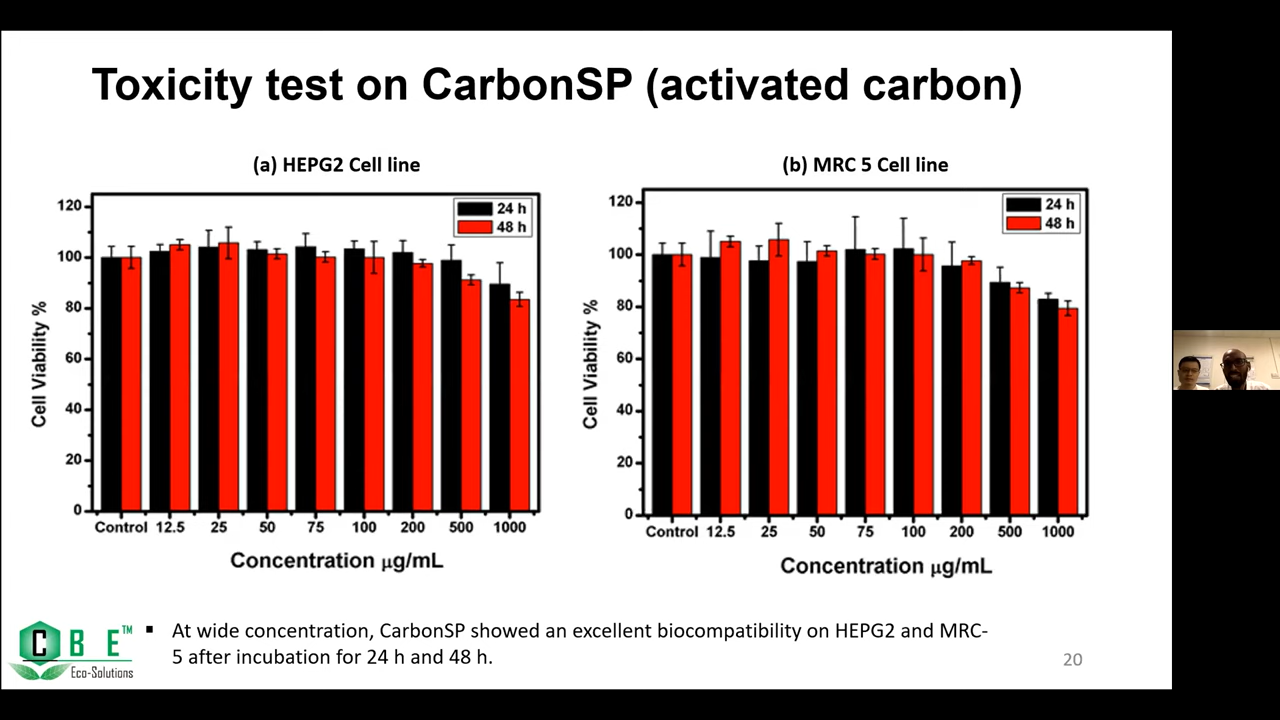 Toxicity test on CarbonSP (activated carbon)
(a) HEPG2 Cell line
120
100
80
60
40
20
0
Cell Viability %
24 h
48 h
Control 12.5 25 50 75 100 200 500 1000
Concentration μg/mL
(b) MRC 5 Cell line
120
100
80
60
40
20
0
Cell Viability %
24 h
48 h
Control 12.5 25 50 75 100 200 500 1000
Concentration μg/mL
CBE™
Eco-Solutions
▪ At wide concentration, CarbonSP showed an excellent biocompatibility on HEPG2 and MRC-
5 after incubation for 24 h and 48 h.
20